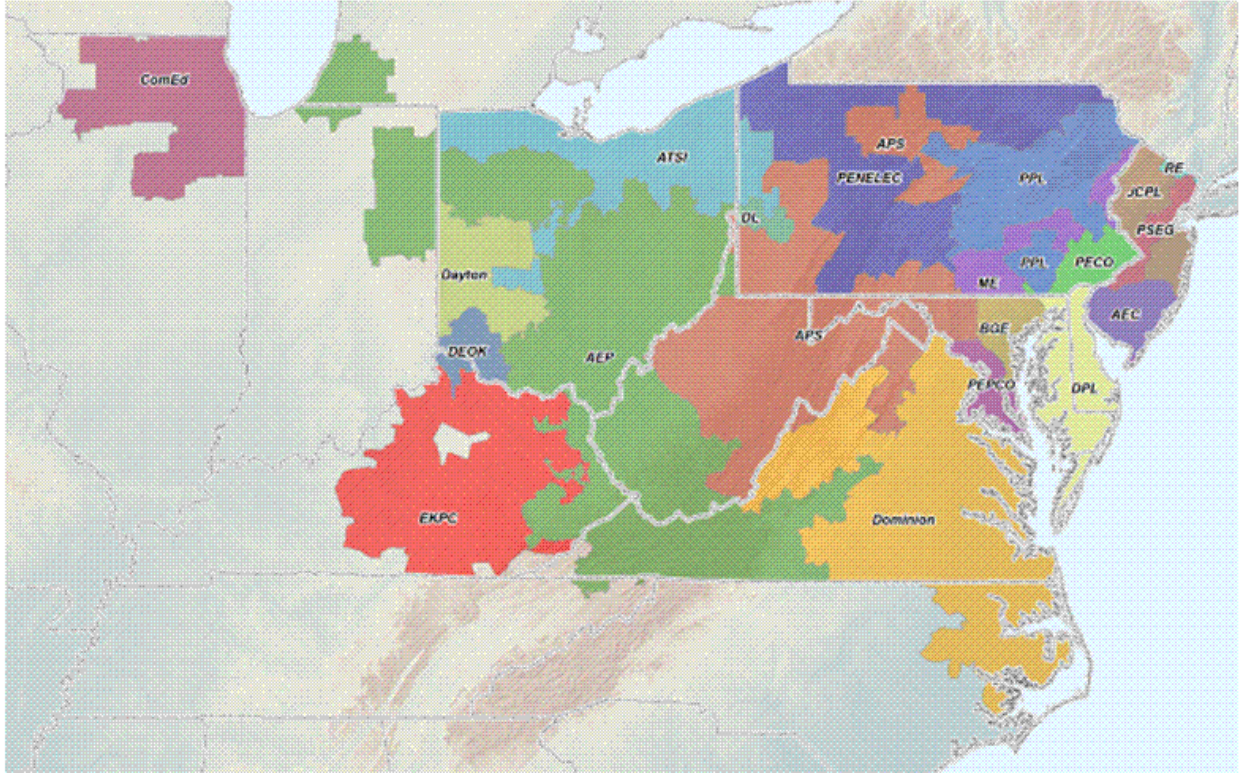 ComEd
ATSI
APS
PENELEC
PPL
RE
JCPL
DL
PSEG
Dayton
PPL
PECO
ME
AEC
DEOK
AEP
APS
BGE
PEPCO
DPL
EKPC
Dominion